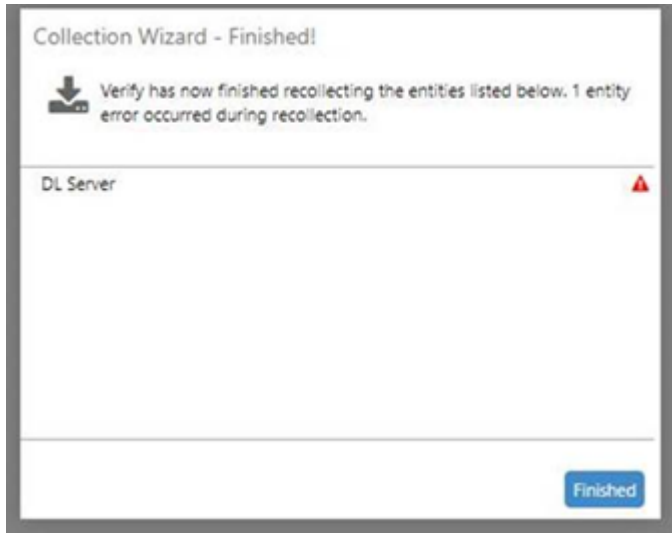 Collection Wizard - Finished!
Verify has now finished recollecting the entities listed below. 1 entity
error occurred during recollection.
DL Server
Finished